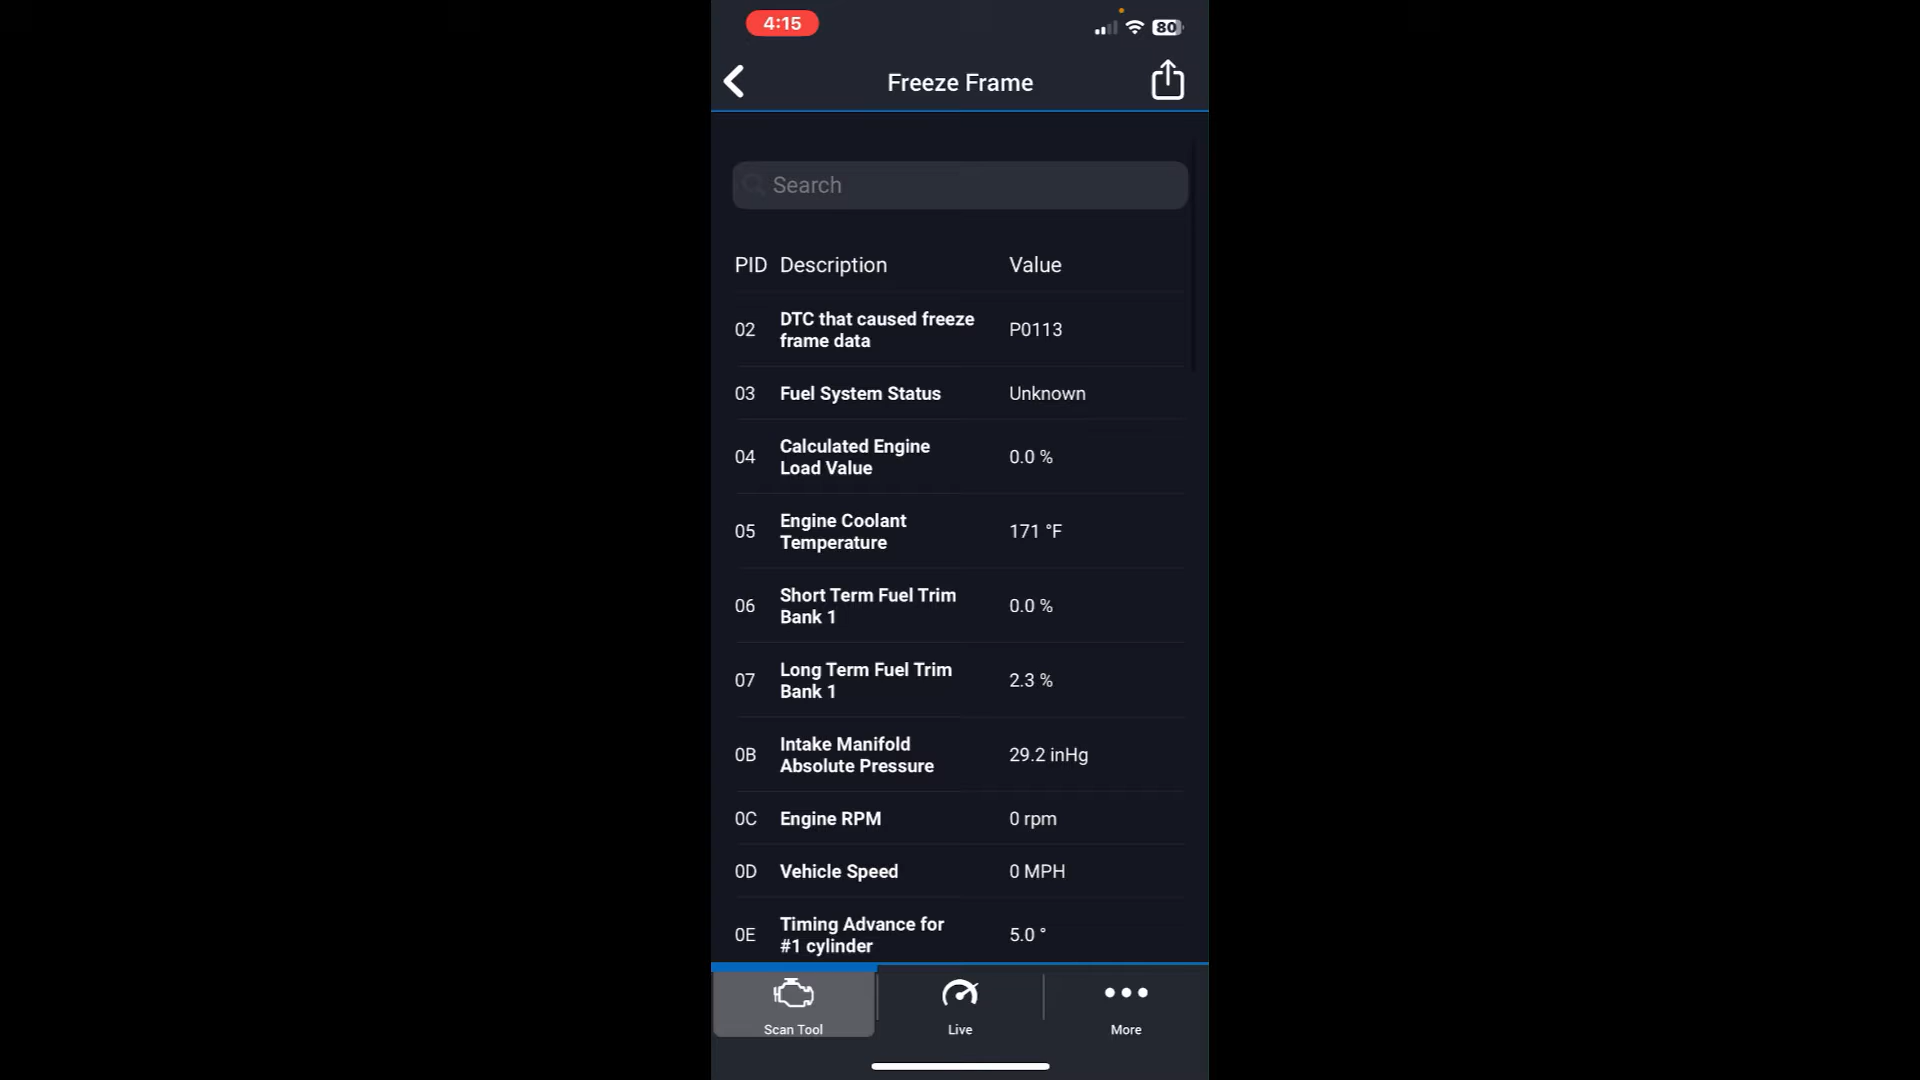 4:15
80
Freeze Frame
Search
PID Description Value
02 DTC that caused freeze frame data P0113
03 Fuel System Status Unknown
04 Calculated Engine Load Value 0.0 %
05 Engine Coolant Temperature 171 °F
06 Short Term Fuel Trim Bank 1 0.0 %
07 Long Term Fuel Trim Bank 1 2.3 %
0B Intake Manifold Absolute Pressure 29.2 inHg
0C Engine RPM 0 rpm
0D Vehicle Speed 0 MPH
0E Timing Advance for #1 cylinder 5.0 °
Scan Tool Live More